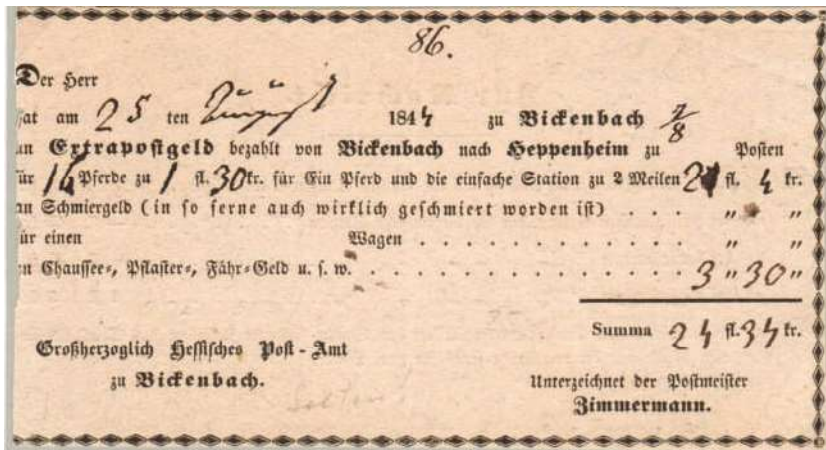 86.
Der Herr
hat am 25 ten August 1844 zu Bickenbach
an Extrapostgeld bezahlt von Bickenbach nach Heppenheim zu 7/8 Posten
für 16 Pferde zu 1 fl. 30 kr. für Ein Pferd und die einfache Station zu 2 Meilen 21 fl. 4 kr.
an Schmiergeld (in so ferne auch wirklich geschmiert worden ist) . . . „ „
für einen Wagen . . . . . . . . . . . . „ „
an Chaussee-, Pflaster-, Fähr-Geld u. s. w. . . . . . . . . . . . . . 3 „ 30 „
Summa 24 fl. 34 kr.
Großherzoglich Hessisches Post-Amt
zu Bickenbach.
Unterzeichnet der Postmeister
Zimmermann.